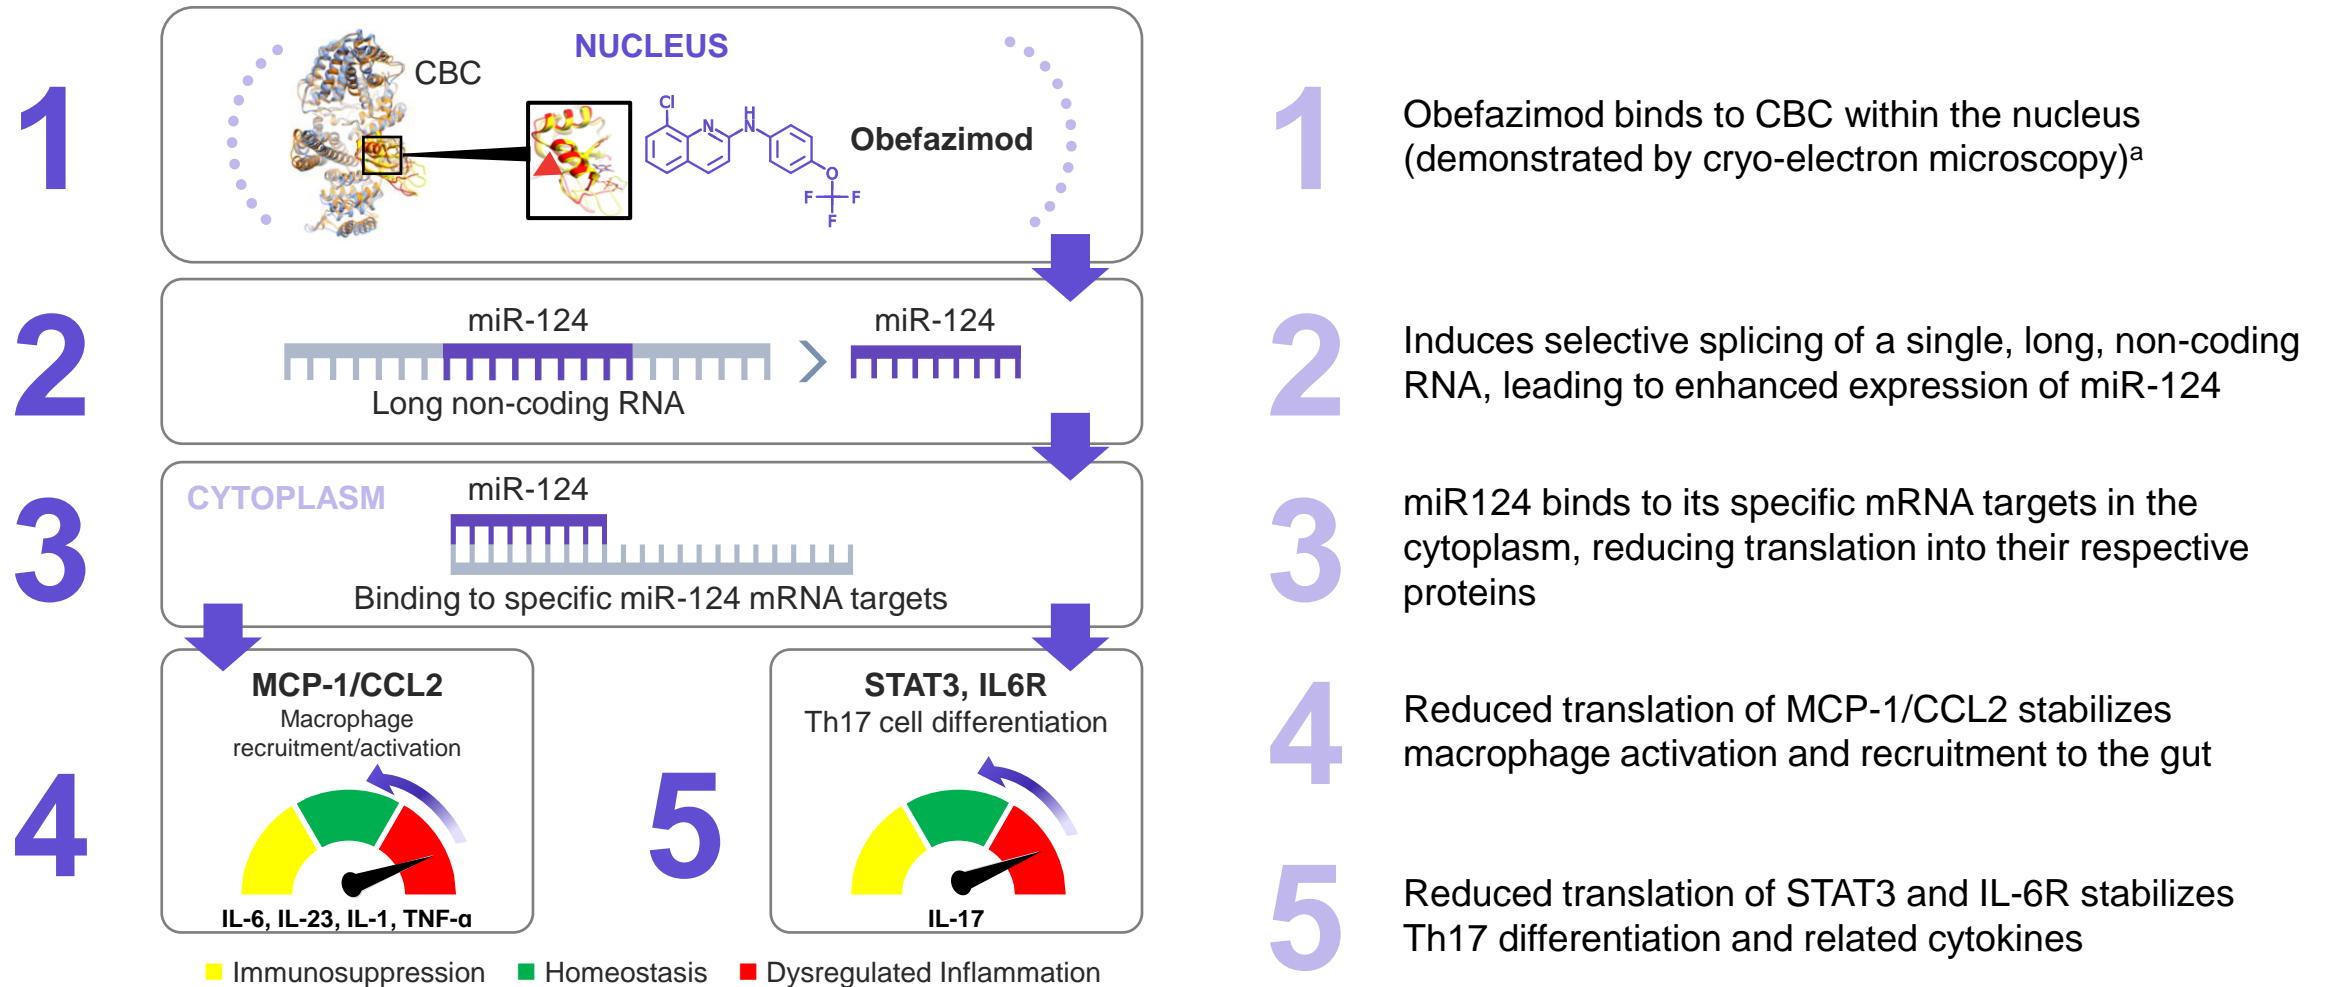 1
NUCLEUS
CBC
Cl
N
H
N
O
F
F
F
Obefazimod
2
miR-124
miR-124
Long non-coding RNA
3
CYTOPLASM
miR-124
Binding to specific miR-124 mRNA targets
4
MCP-1/CCL2
Macrophage
recruitment/activation
IL-6, IL-23, IL-1, TNF-α
5
STAT3, IL6R
Th17 cell differentiation
IL-17
Immunosuppression
Homeostasis
Dysregulated Inflammation
1
Obefazimod binds to CBC within the nucleus
(demonstrated by cryo-electron microscopy)ᵃ
2
Induces selective splicing of a single, long, non-coding
RNA, leading to enhanced expression of miR-124
3
miR124 binds to its specific mRNA targets in the
cytoplasm, reducing translation into their respective
proteins
4
Reduced translation of MCP-1/CCL2 stabilizes
macrophage activation and recruitment to the gut
5
Reduced translation of STAT3 and IL-6R stabilizes
Th17 differentiation and related cytokines